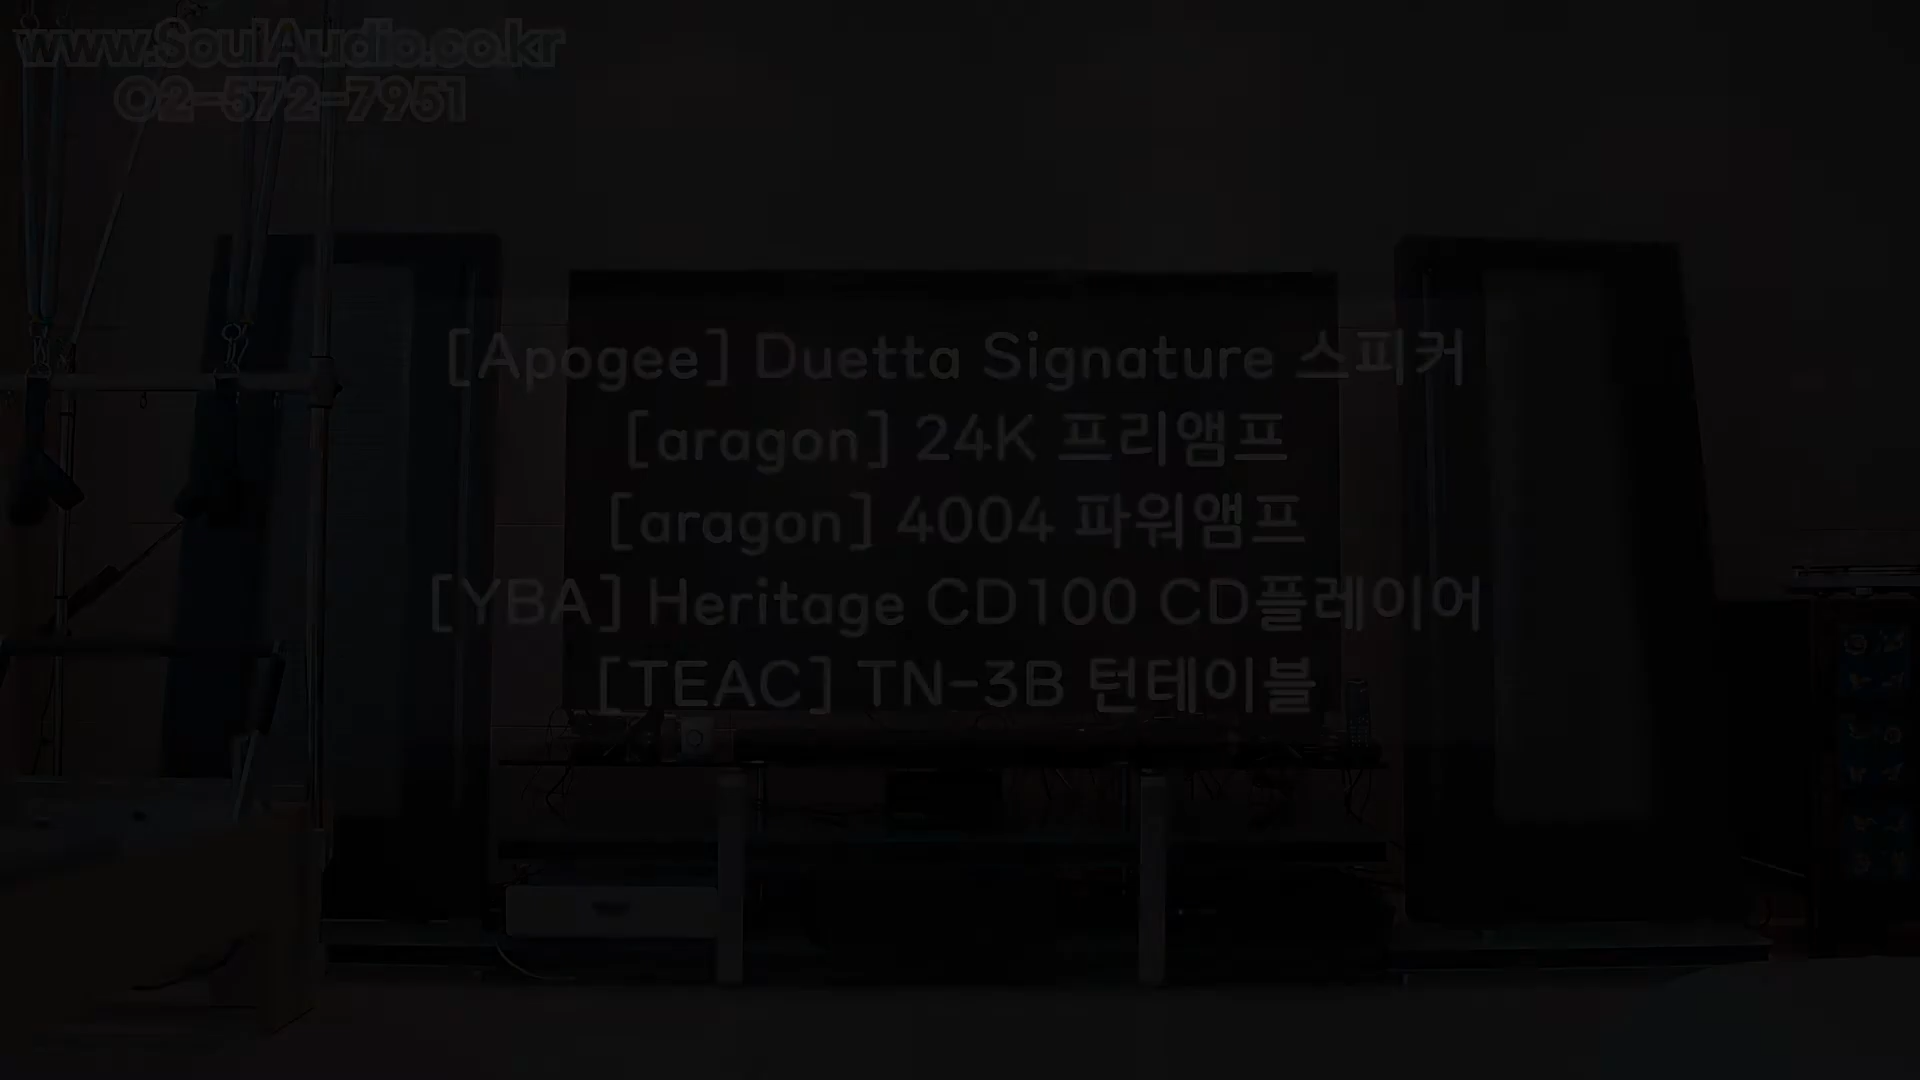 www.SoulAudio.co.kr
02-572-7951
[Apogee] Duetta Signature 스피커
[aragon] 24K 프리앰프
[aragon] 4004 파워앰프
[YBA] Heritage CD100 CD플레이어
[TEAC] TN-3B 턴테이블